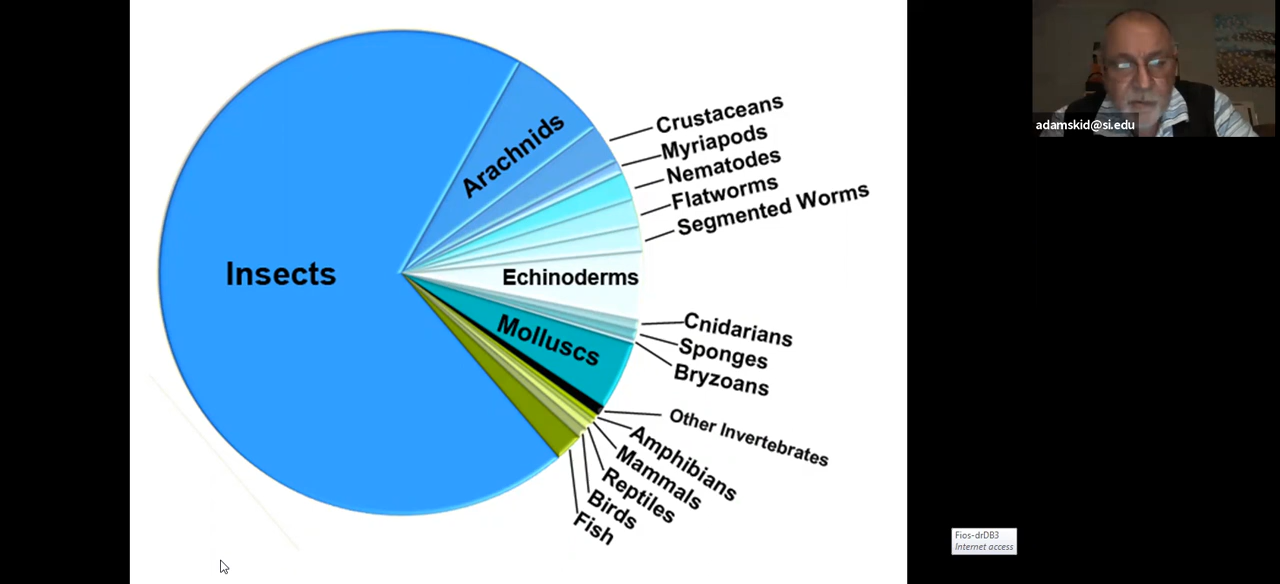 Insects
Arachnids
Crustaceans
Myriapods
Nematodes
Flatworms
Segmented Worms
Echinoderms
Cnidarians
Sponges
Bryzoans
Molluscs
Other Invertebrates
Amphibians
Mammals
Reptiles
Birds
Fish
adamskid@si.edu
Fios-drDB3
Internet access